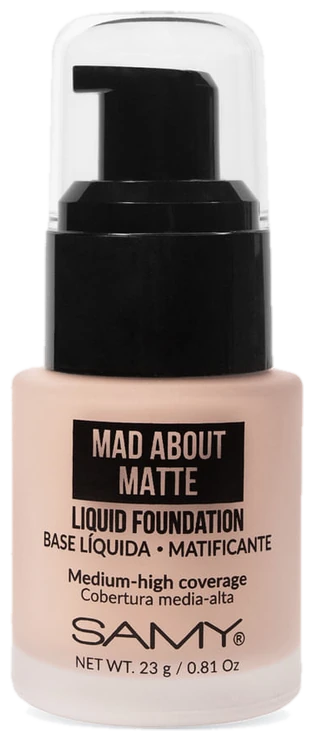 MAD ABOUT
MATTE
LIQUID FOUNDATION
BASE LÍQUIDA • MATIFICANTE
Medium-high coverage
Cobertura media-alta
SAMY®
NET WT. 23 g / 0.81 Oz